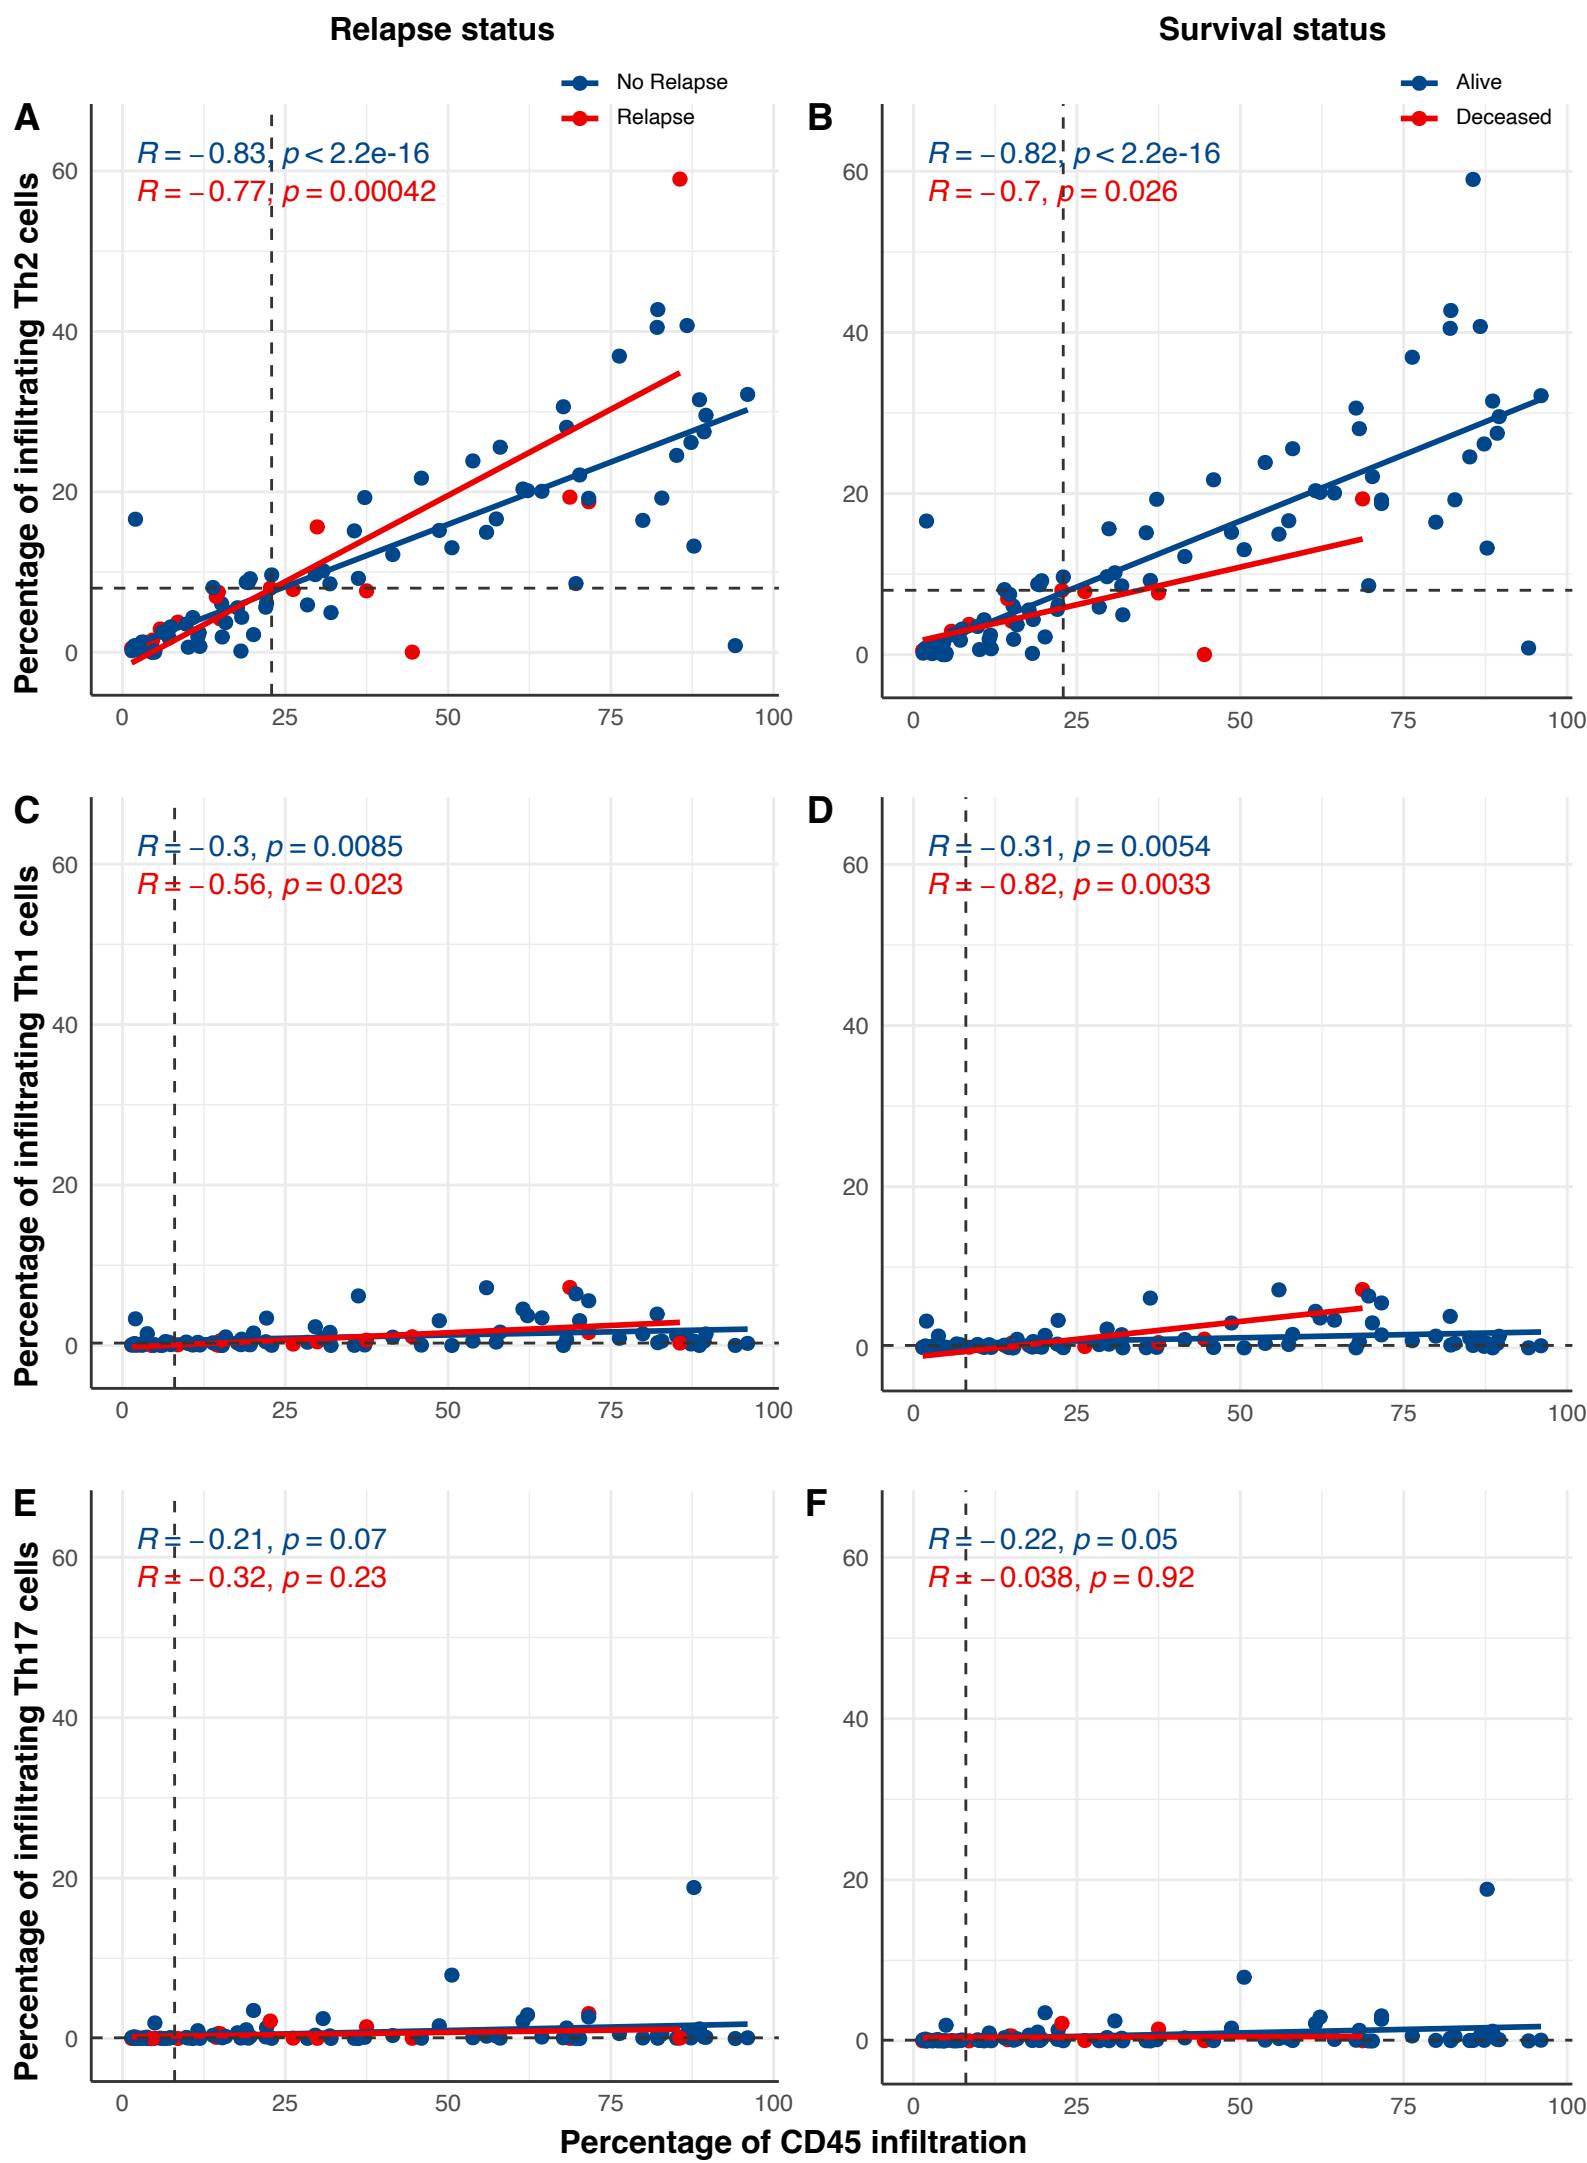 Relapse status
Survival status
No Relapse
Relapse
Alive
Deceased
A
R = −0.83, p < 2.2e-16
R = −0.77, p = 0.00042
Percentage of infiltrating Th2 cells
60
40
20
0
0 25 50 75 100
B
R = −0.82, p < 2.2e-16
R = −0.7, p = 0.026
60
40
20
0
0 25 50 75 100
C
R = −0.3, p = 0.0085
R = −0.56, p = 0.023
Percentage of infiltrating Th1 cells
60
40
20
0
0 25 50 75 100
D
R = −0.31, p = 0.0054
R = −0.82, p = 0.0033
60
40
20
0
0 25 50 75 100
E
R = −0.21, p = 0.07
R = −0.32, p = 0.23
Percentage of infiltrating Th17 cells
60
40
20
0
0 25 50 75 100
F
R = −0.22, p = 0.05
R = −0.038, p = 0.92
60
40
20
0
0 25 50 75 100
Percentage of CD45 infiltration